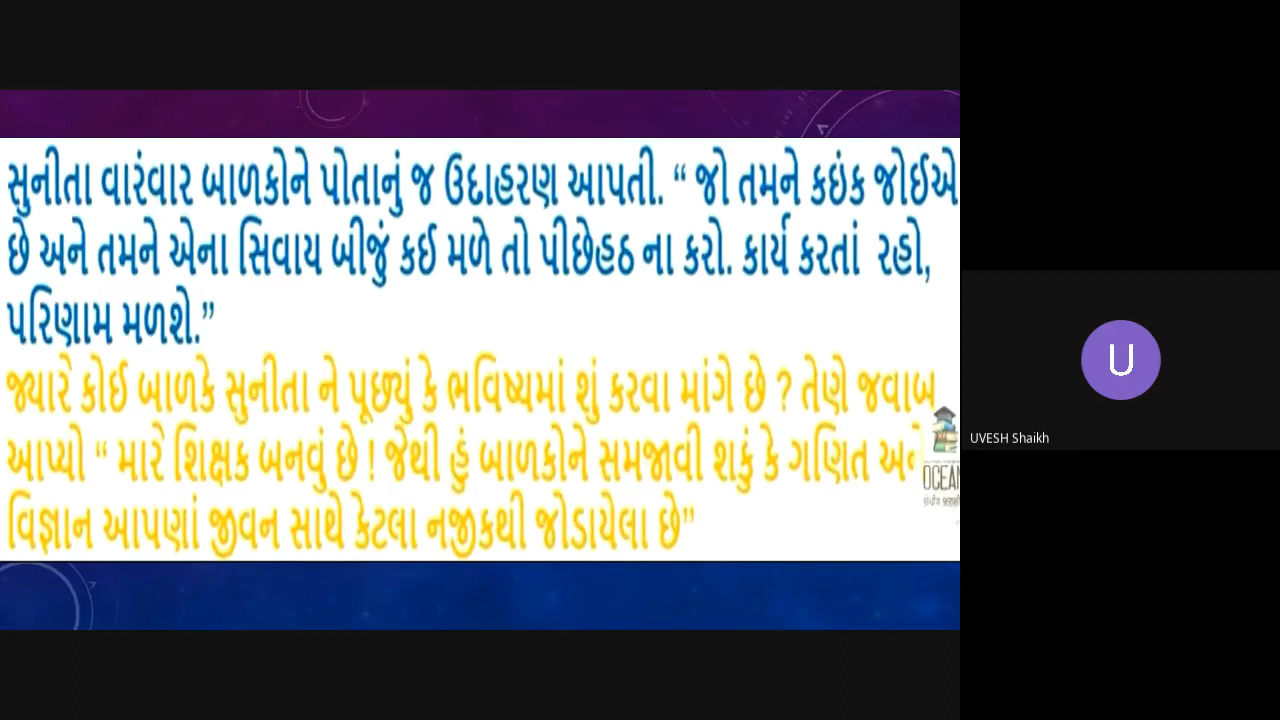 સુનીતા વારંવાર બાળકોને પોતાનું જ ઉદાહરણ આપતી. “ જો તમને કઇંક જોઈએ
છે અને તમને એના સિવાય બીજું કઈ મળે તો પીછેહઠ ના કરો. કાર્ય કરતાં  રહો,
પરિણામ મળશે.”
જ્યારે કોઈ બાળકે સુનીતા ને પૂછ્યું કે ભવિષ્યમાં શું કરવા માંગે છે ? તેણે જવાબ
આપ્યો “ મારે શિક્ષક બનવું છે ! જેથી હું બાળકોને સમજાવી શકું કે ગણિત અને
વિજ્ઞાન આપણાં જીવન સાથે કેટલા નજીકથી જોડાયેલા છે”
OCEAN
U
UVESH Shaikh